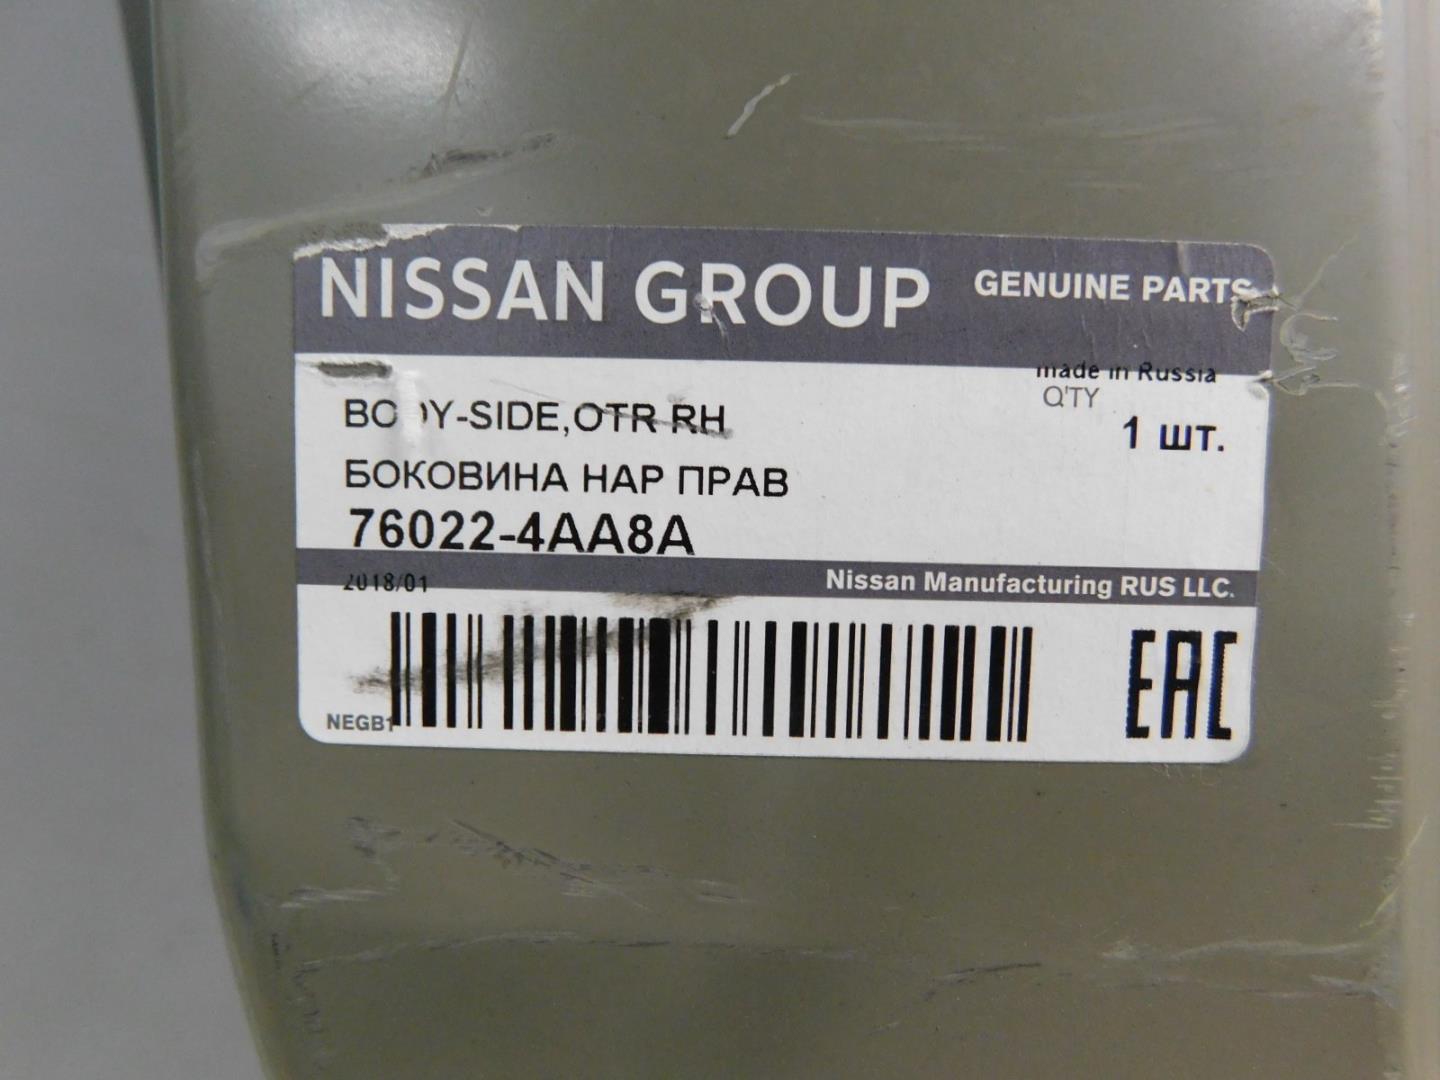 NISSAN GROUP GENUINE PARTS
made in Russia
Q'TY
BODY-SIDE,OTR RH
1 шт.
БОКОВИНА НАР ПРАВ
76022-4AA8A
2018/01
Nissan Manufacturing RUS LLC.
NEGB1
EAC